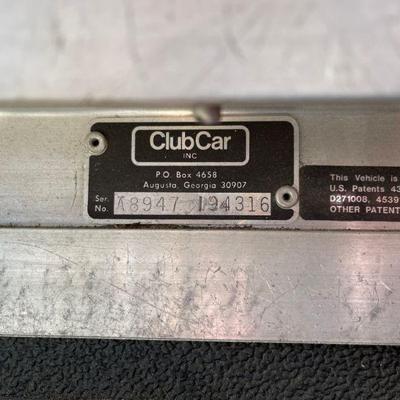 ClubCar
INC
P.O. Box 4658
Augusta, Georgia 30907
Ser.
No. A8947 194316
This Vehicle is
U.S. Patents 43
D271008, 4539
OTHER PATENT